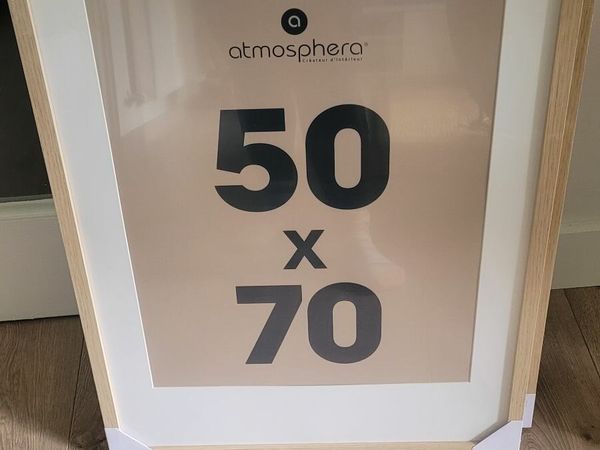 a
atmosphera®
Créateur d'intérieur
50
x
70